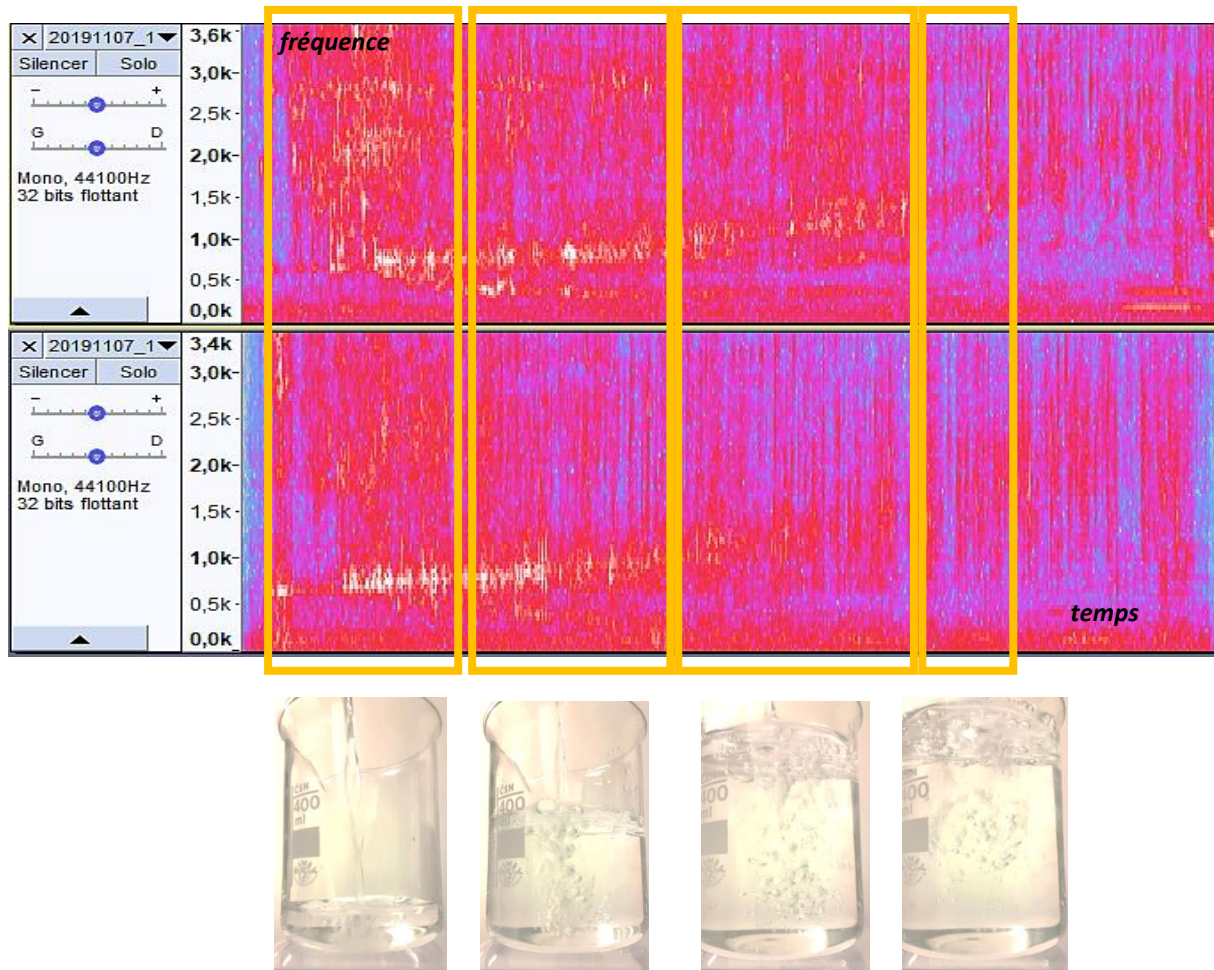 fréquence
× 20191107_1
Silencer Solo
- +
G D
Mono, 44100Hz
32 bits flottant
3,6k
3,0k
2,5k
2,0k
1,5k
1,0k
0,5k
0,0k
× 20191107_1
Silencer Solo
- +
G D
Mono, 44100Hz
32 bits flottant
3,4k
3,0k
2,5k
2,0k
1,5k
1,0k
0,5k
0,0k
temps
400
ml
400
400